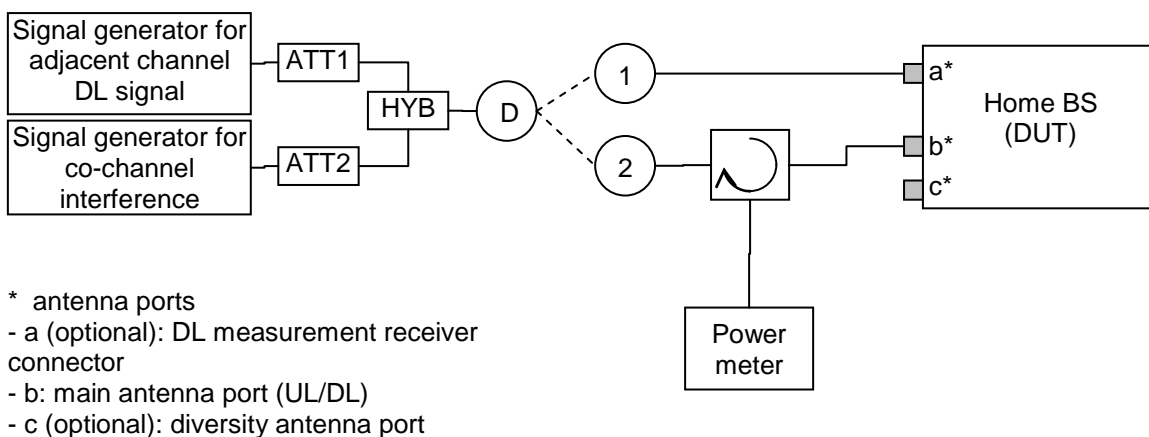 Signal generator for
adjacent channel
DL signal
ATT1
HYB
Signal generator for
co-channel
interference
ATT2
D
1
2
a*
b*
c*
Home BS
(DUT)
Power
meter
* antenna ports
- a (optional): DL measurement receiver
connector
- b: main antenna port (UL/DL)
- c (optional): diversity antenna port